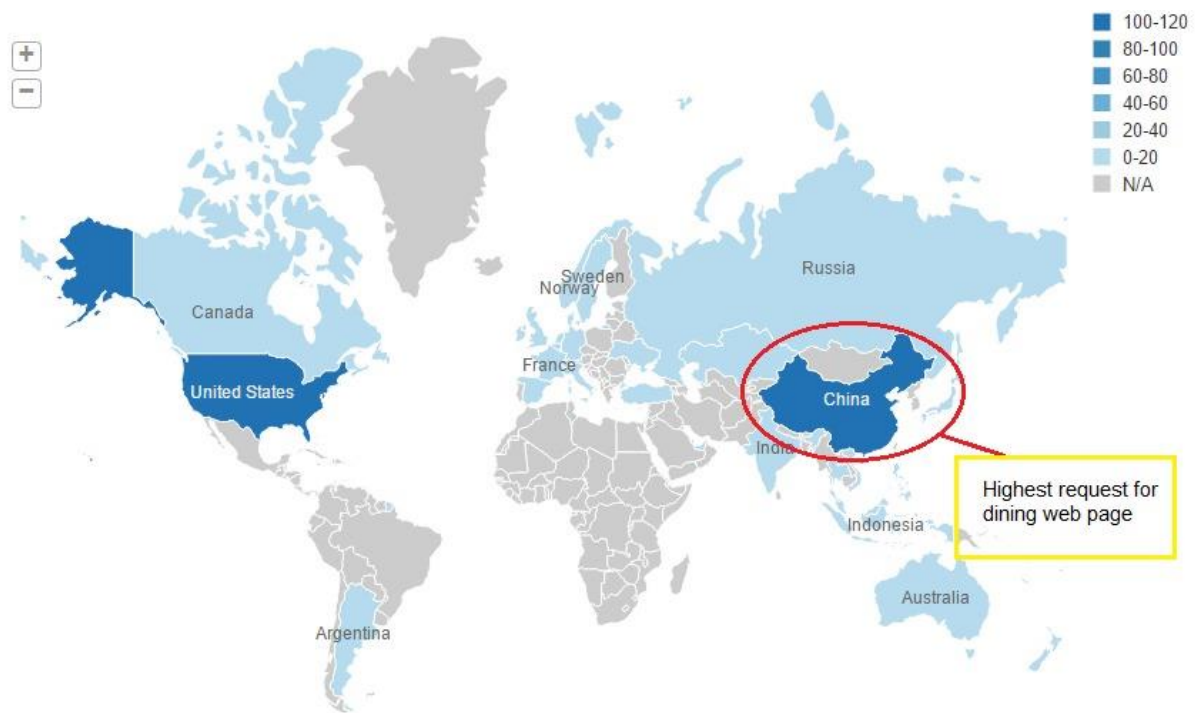 +
−
100-120
80-100
60-80
40-60
20-40
0-20
N/A
Sweden
Norway
Russia
Canada
France
United States
China
India
Highest request for
dining web page
Indonesia
Australia
Argentina